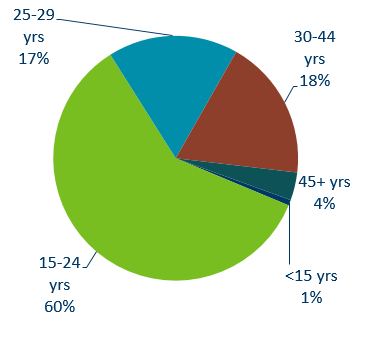 25-29
yrs
17%
30-44
yrs
18%
45+ yrs
4%
<15 yrs
1%
15-24
yrs
60%